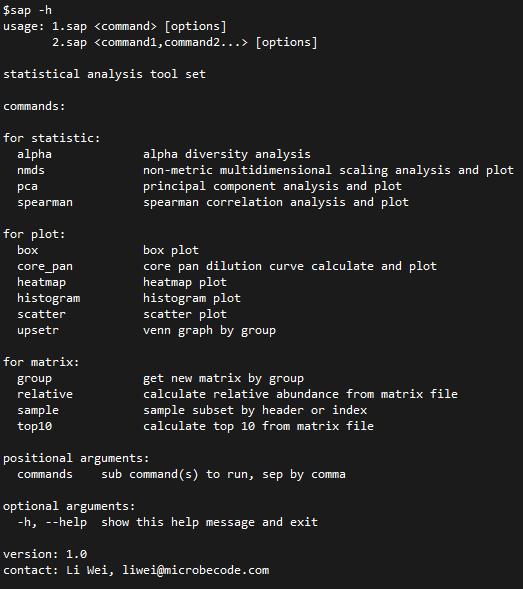 $sap -h
usage: 1.sap <command> [options]
       2.sap <command1,command2...> [options]

statistical analysis tool set

commands:

for statistic:
  alpha             alpha diversity analysis
  nmds              non-metric multidimensional scaling analysis and plot
  pca               principal component analysis and plot
  spearman          spearman correlation analysis and plot

for plot:
  box               box plot
  core_pan          core pan dilution curve calculate and plot
  heatmap           heatmap plot
  histogram         histogram plot
  scatter           scatter plot
  upsetr            venn graph by group

for matrix:
  group             get new matrix by group
  relative          calculate relative abundance from matrix file
  sample            sample subset by header or index
  top10             calculate top 10 from matrix file

positional arguments:
  commands    sub command(s) to run, sep by comma

optional arguments:
  -h, --help  show this help message and exit

version: 1.0
contact: Li Wei, liwei@microbecode.com